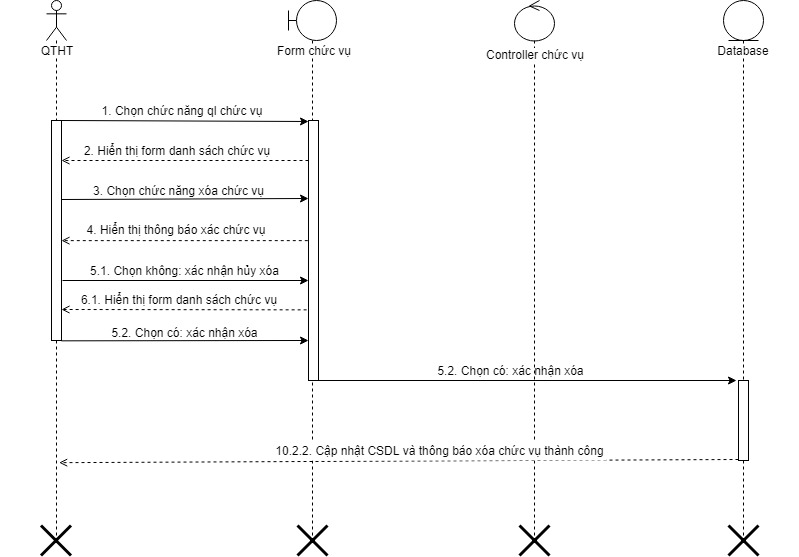 QTHT
Form chức vụ
Controller chức vụ
Database
1. Chọn chức năng ql chức vụ
2. Hiển thị form danh sách chức vụ
3. Chọn chức năng xóa chức vụ
4. Hiển thị thông báo xác chức vụ
5.1. Chọn không: xác nhận hủy xóa
6.1. Hiển thị form danh sách chức vụ
5.2. Chọn có: xác nhận xóa
5.2. Chọn có: xác nhận xóa
10.2.2. Cập nhật CSDL và thông báo xóa chức vụ thành công